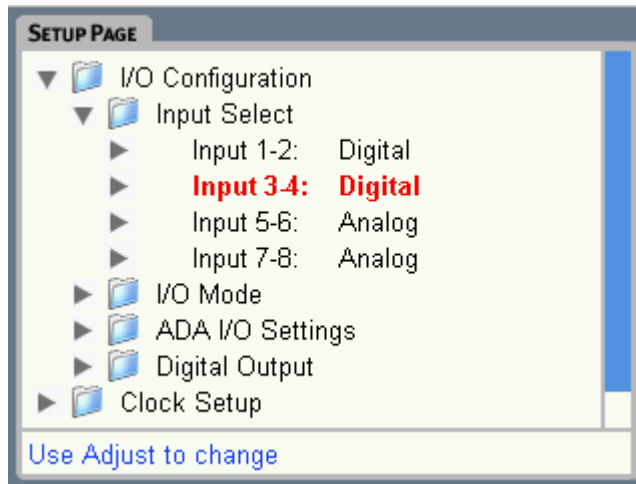 SETUP PAGE
I/O Configuration
Input Select
Input 1-2: Digital
Input 3-4: Digital
Input 5-6: Analog
Input 7-8: Analog
I/O Mode
ADA I/O Settings
Digital Output
Clock Setup
Use Adjust to change